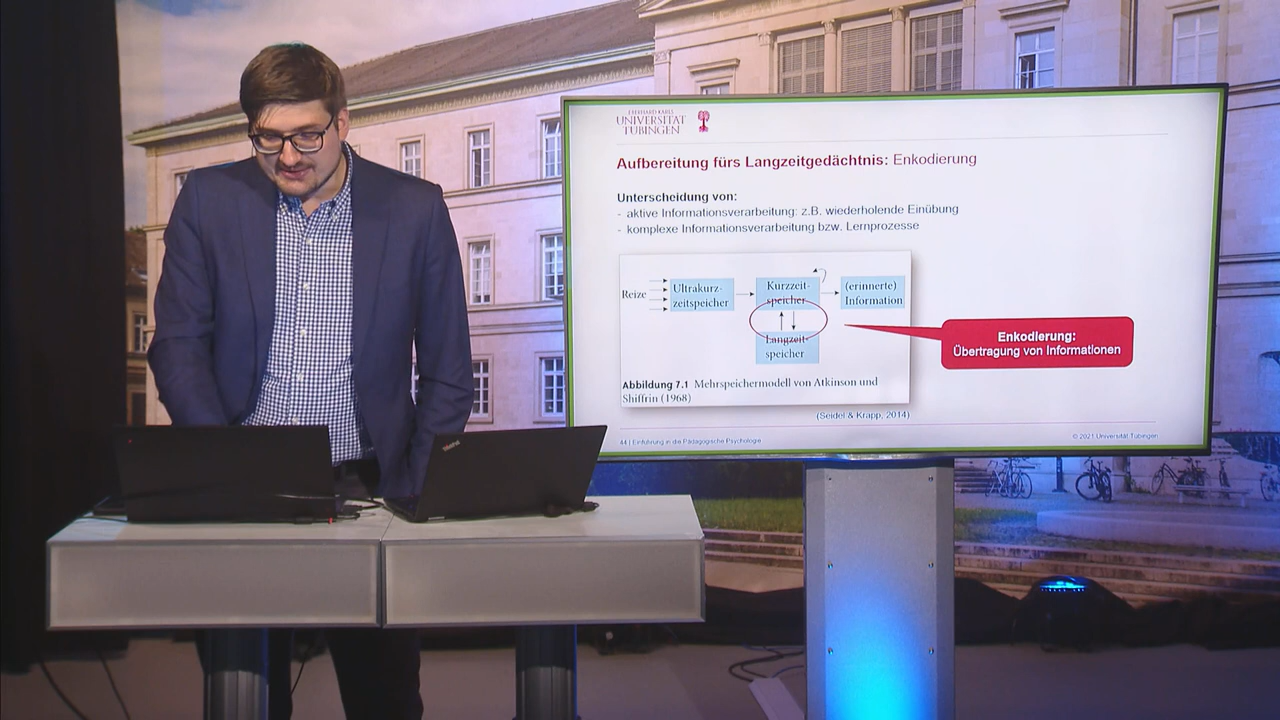 EBERHARD KARLS
UNIVERSITÄT
TÜBINGEN
Aufbereitung fürs Langzeitgedächtnis: Enkodierung
Unterscheidung von:
- aktive Informationsverarbeitung: z.B. wiederholende Einübung
- komplexe Informationsverarbeitung bzw. Lernprozesse
Reize
Ultrakurz-
zeitspeicher
Kurzzeit-
speicher
(erinnerte)
Information
Langzeit-
speicher
Enkodierung:
Übertragung von Informationen
Abbildung 7.1 Mehrspeichermodell von Atkinson und
Shiffrin (1968)
(Seidel & Krapp, 2014)
44 | Einführung in die Pädagogische Psychologie
© 2021 Universität Tübingen
ThinkPad